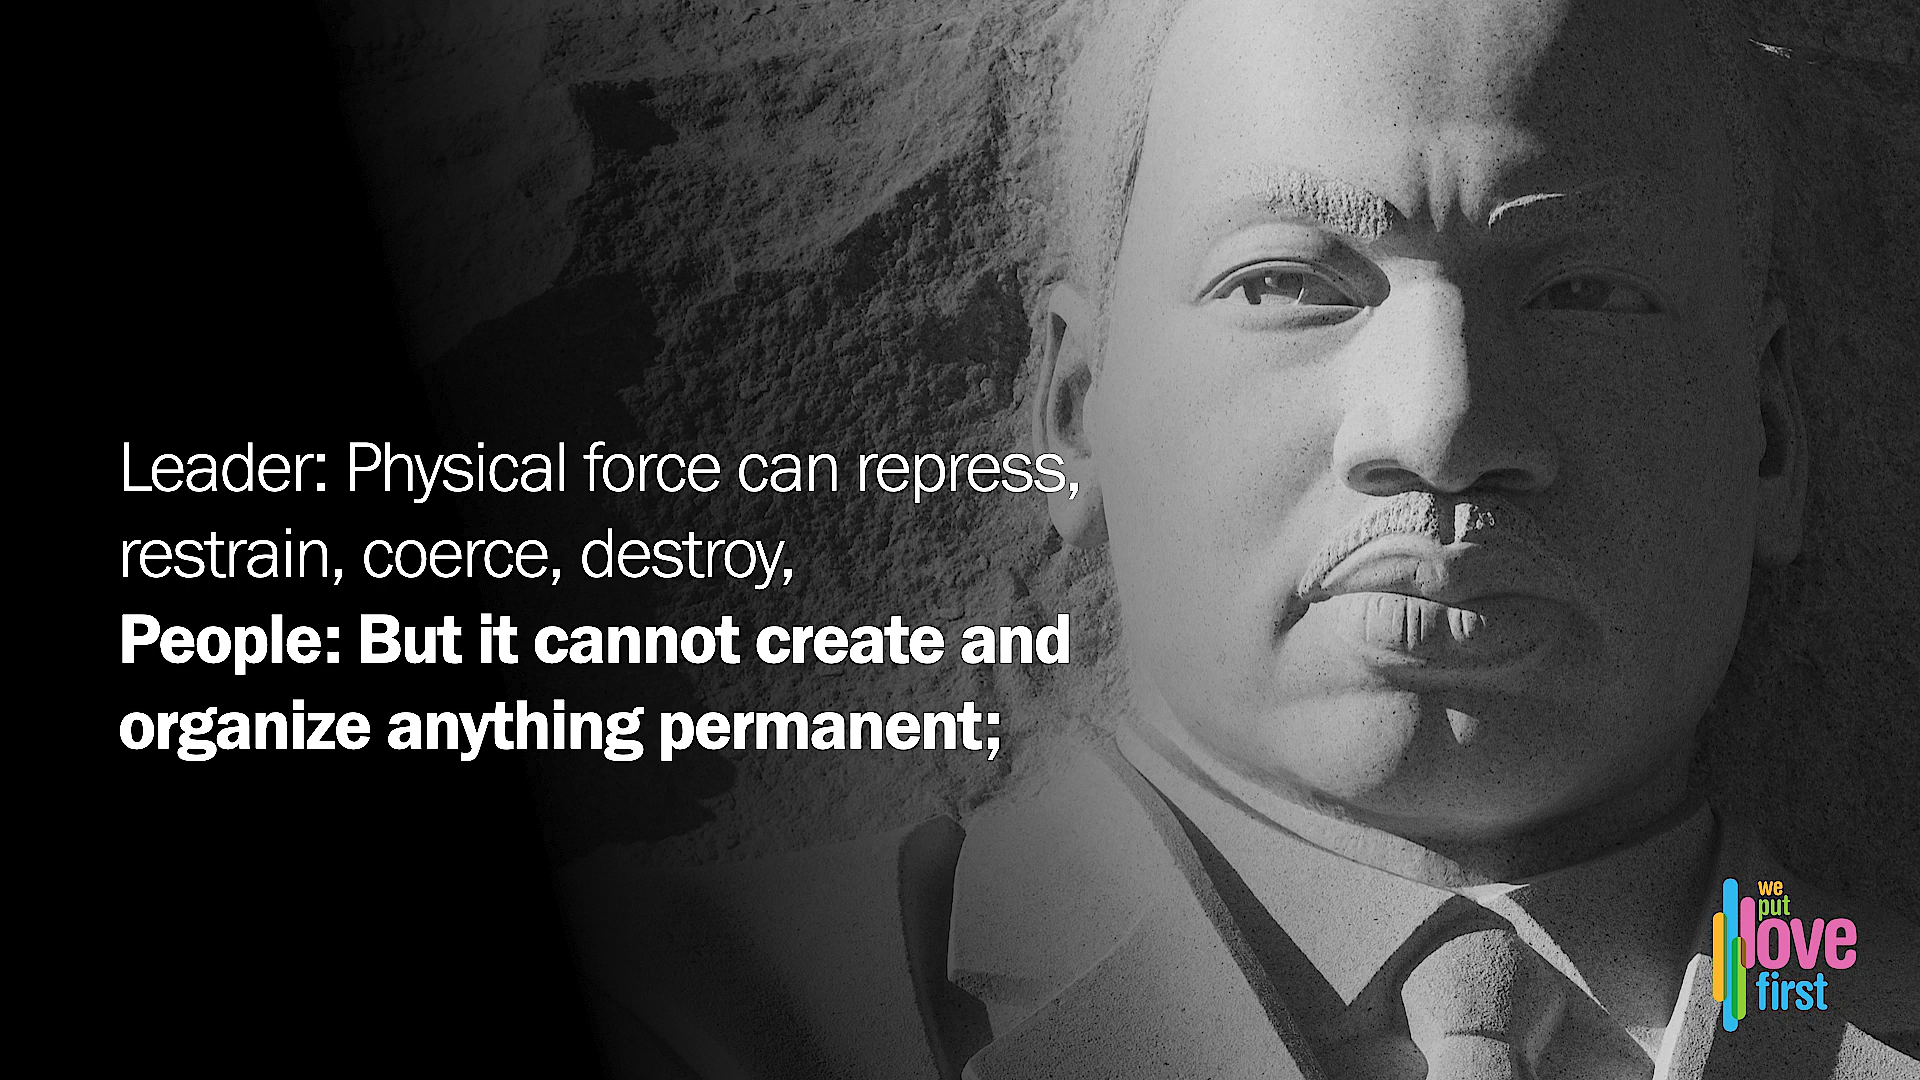 Leader: Physical force can repress,
restrain, coerce, destroy,
People: But it cannot create and
organize anything permanent;
we
put
love
first